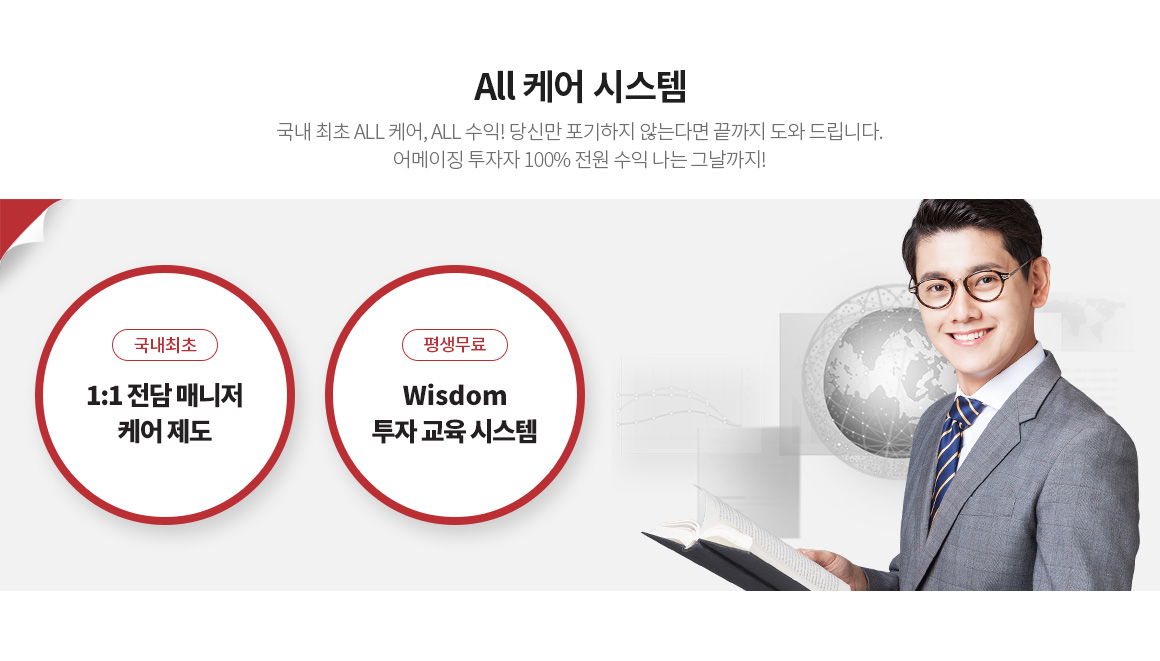 All 케어 시스템
국내 최초 ALL 케어, ALL 수익! 당신만 포기하지 않는다면 끝까지 도와 드립니다.
어메이징 투자자 100% 전원 수익 나는 그날까지!
국내최초
1:1 전담 매니저
케어 제도
평생무료
Wisdom
투자 교육 시스템